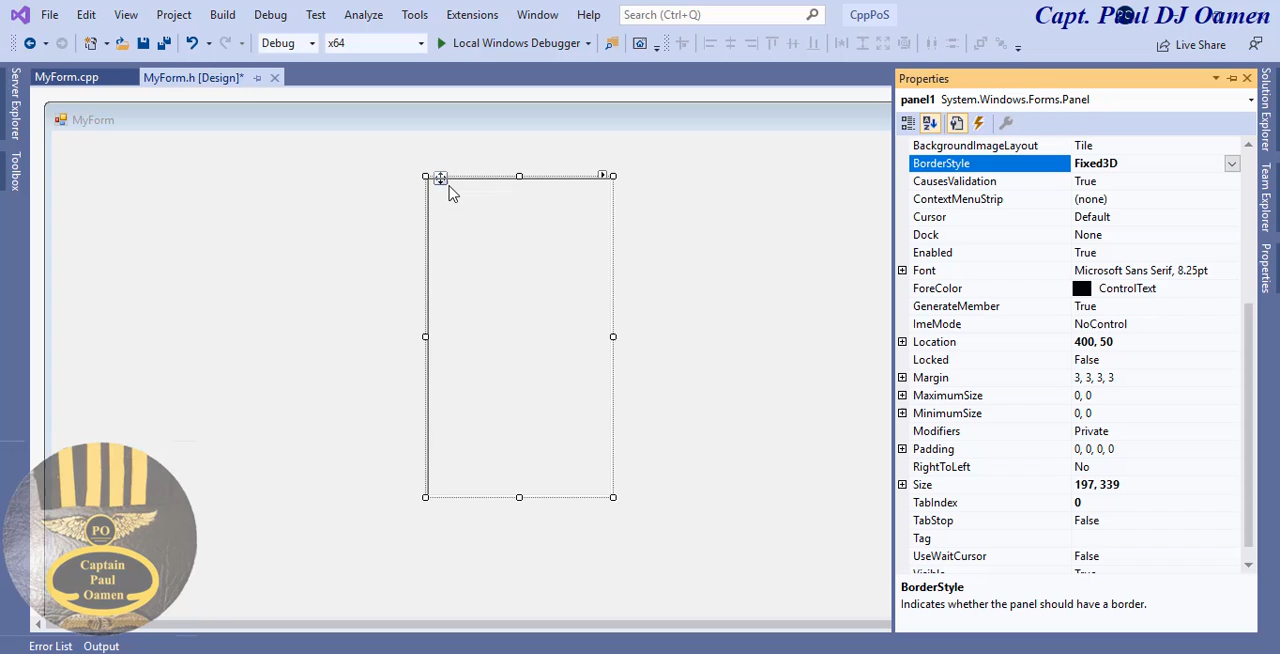 File Edit View Project Build Debug Test Analyze Tools Extensions Window Help Search (Ctrl+Q) CppPoS
Capt. Paul DJ Oamen
Debug x64 Local Windows Debugger Live Share
Server Explorer
Toolbox
MyForm.cpp MyForm.h [Design]*
MyForm
Properties
panel1 System.Windows.Forms.Panel
BackgroundImageLayout Tile
BorderStyle Fixed3D
CausesValidation True
ContextMenuStrip (none)
Cursor Default
Dock None
Enabled True
Font Microsoft Sans Serif, 8.25pt
ForeColor ControlText
GenerateMember True
ImeMode NoControl
Location 400, 50
Locked False
Margin 3, 3, 3, 3
MaximumSize 0, 0
MinimumSize 0, 0
Modifiers Private
Padding 0, 0, 0, 0
RightToLeft No
Size 197, 339
TabIndex 0
TabStop False
Tag
UseWaitCursor False
Visible True
BorderStyle
Indicates whether the panel should have a border.
Solution Explorer
Team Explorer
Properties
PO
Captain
Paul
Oamen
Error List Output